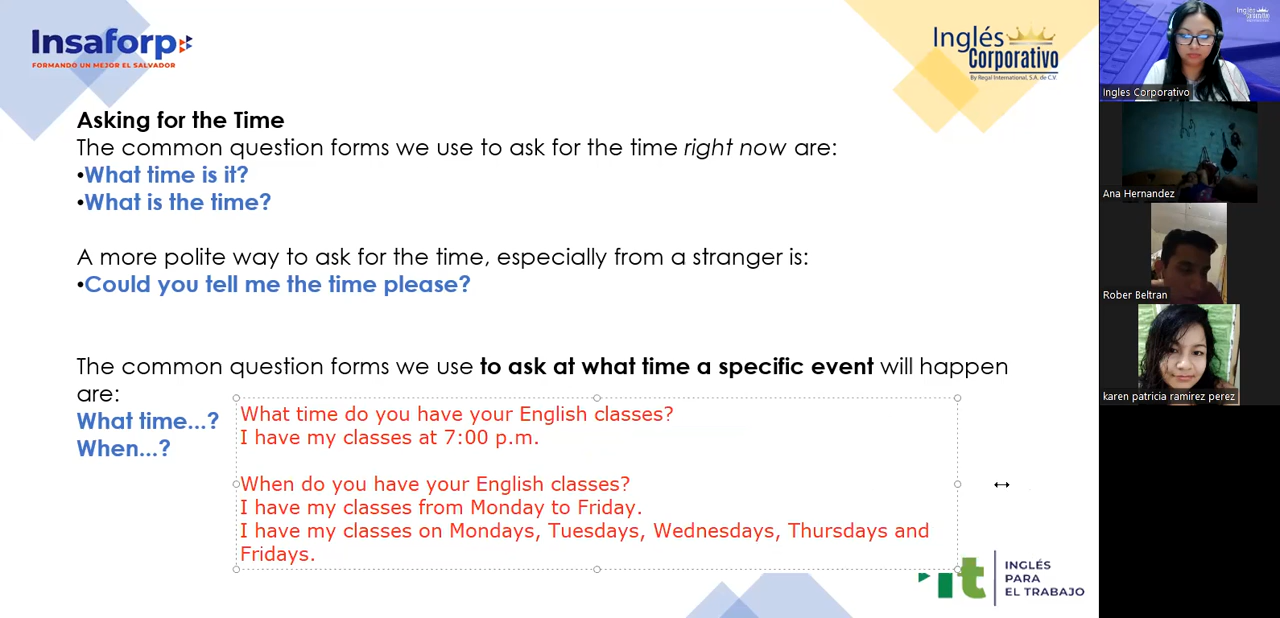 Insaforp
FORMANDO UN MEJOR EL SALVADOR
Inglés
Corporativo
By Regal International, S.A. de C.V.
Asking for the Time
The common question forms we use to ask for the time right now are:
•What time is it?
•What is the time?
A more polite way to ask for the time, especially from a stranger is:
•Could you tell me the time please?
The common question forms we use to ask at what time a specific event will happen
are:
What time...?
When...?
What time do you have your English classes?
I have my classes at 7:00 p.m.
When do you have your English classes?
I have my classes from Monday to Friday.
I have my classes on Mondays, Tuesdays, Wednesdays, Thursdays and
Fridays.
INGLÉS
PARA
EL TRABAJO
Ingles Corporativo
Ana Hernandez
Rober Beltran
karen patricia ramirez perez